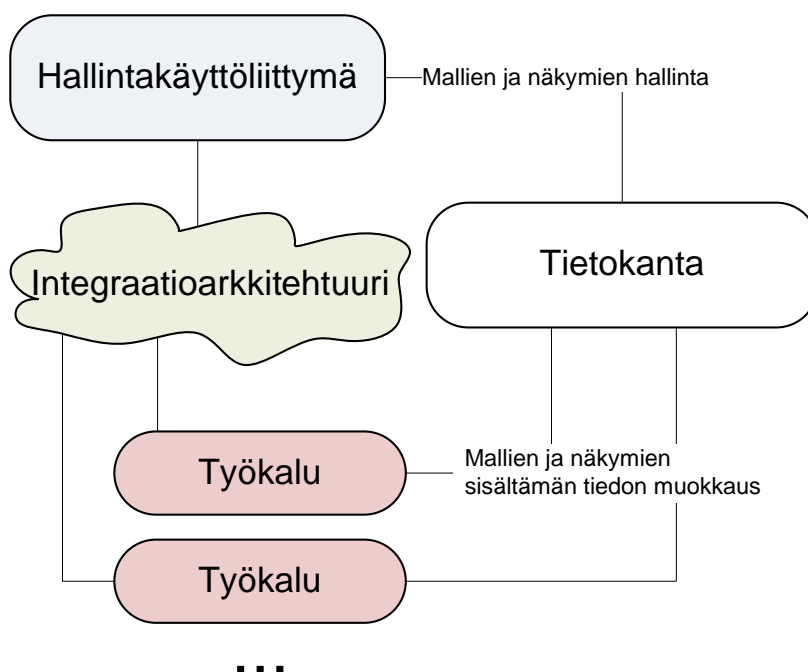 Hallintakäyttöliittymä
Mallien ja näkymien hallinta
Integraatioarkkitehtuuri
Tietokanta
Työkalu
Mallien ja näkymien
sisältämän tiedon muokkaus
Työkalu
...